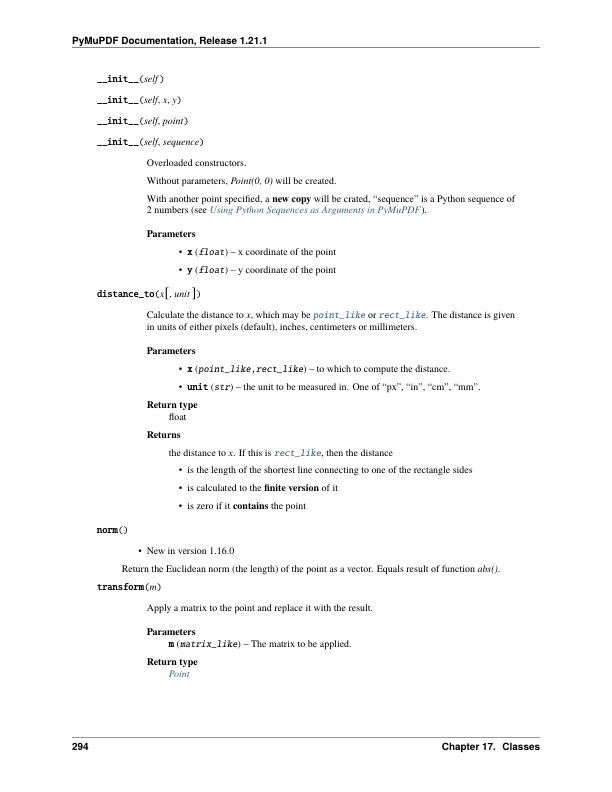 PyMuPDF Documentation, Release 1.21.1
__init__(self)
__init__(self, x, y)
__init__(self, point)
__init__(self, sequence)
Overloaded constructors.
Without parameters, Point(0, 0) will be created.
With another point specified, a new copy will be crated, “sequence” is a Python sequence of
2 numbers (see Using Python Sequences as Arguments in PyMuPDF).
Parameters
• x (float) – x coordinate of the point
• y (float) – y coordinate of the point
distance_to(x[, unit])
Calculate the distance to x, which may be point_like or rect_like. The distance is given
in units of either pixels (default), inches, centimeters or millimeters.
Parameters
• x (point_like,rect_like) – to which to compute the distance.
• unit (str) – the unit to be measured in. One of “px”, “in”, “cm”, “mm”.
Return type
float
Returns
the distance to x. If this is rect_like, then the distance
• is the length of the shortest line connecting to one of the rectangle sides
• is calculated to the finite version of it
• is zero if it contains the point
norm()
• New in version 1.16.0
Return the Euclidean norm (the length) of the point as a vector. Equals result of function abs().
transform(m)
Apply a matrix to the point and replace it with the result.
Parameters
m (matrix_like) – The matrix to be applied.
Return type
Point
294 Chapter 17. Classes